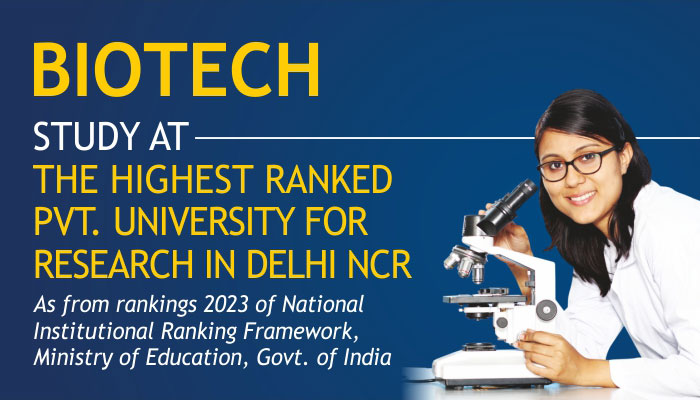 BIOTECH
STUDY AT
THE HIGHEST RANKED
PVT. UNIVERSITY FOR
RESEARCH IN DELHI NCR
As from rankings 2023 of National
Institutional Ranking Framework,
Ministry of Education, Govt. of India